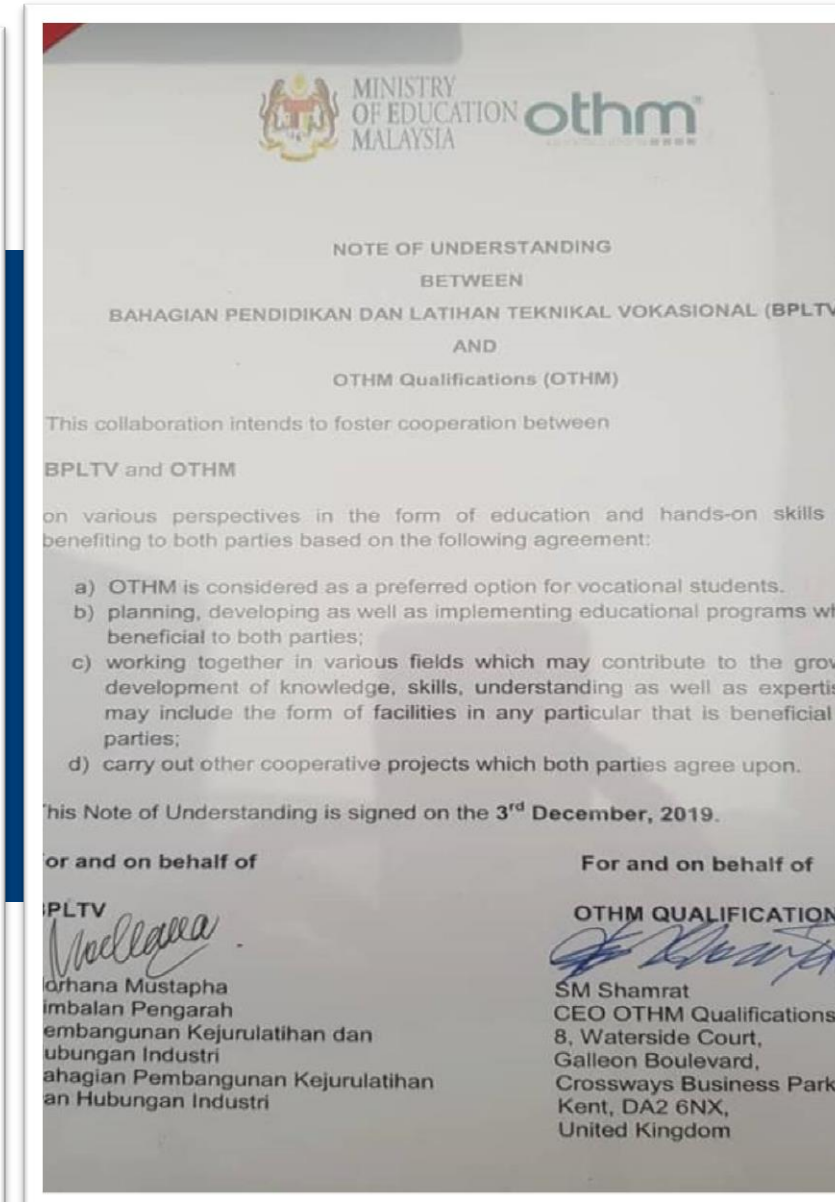 MINISTRY
OF EDUCATION
MALAYSIA
othm
NOTE OF UNDERSTANDING
BETWEEN
BAHAGIAN PENDIDIKAN DAN LATIHAN TEKNIKAL VOKASIONAL (BPLTV
AND
OTHM Qualifications (OTHM)
This collaboration intends to foster cooperation between
BPLTV and OTHM
on various perspectives in the form of education and hands-on skills
benefiting to both parties based on the following agreement:
a) OTHM is considered as a preferred option for vocational students.
b) planning, developing as well as implementing educational programs wh
beneficial to both parties;
c) working together in various fields which may contribute to the grow
development of knowledge, skills, understanding as well as expertis
may include the form of facilities in any particular that is beneficial
parties;
d) carry out other cooperative projects which both parties agree upon.
his Note of Understanding is signed on the 3rd December, 2019.
or and on behalf of
PLTV
orhana Mustapha
imbalan Pengarah
embangunan Kejurulatihan dan
ubungan Industri
ahagian Pembangunan Kejurulatihan
an Hubungan Industri
For and on behalf of
OTHM QUALIFICATION
SM Shamrat
CEO OTHM Qualifications
8, Waterside Court,
Galleon Boulevard,
Crossways Business Park
Kent, DA2 6NX,
United Kingdom